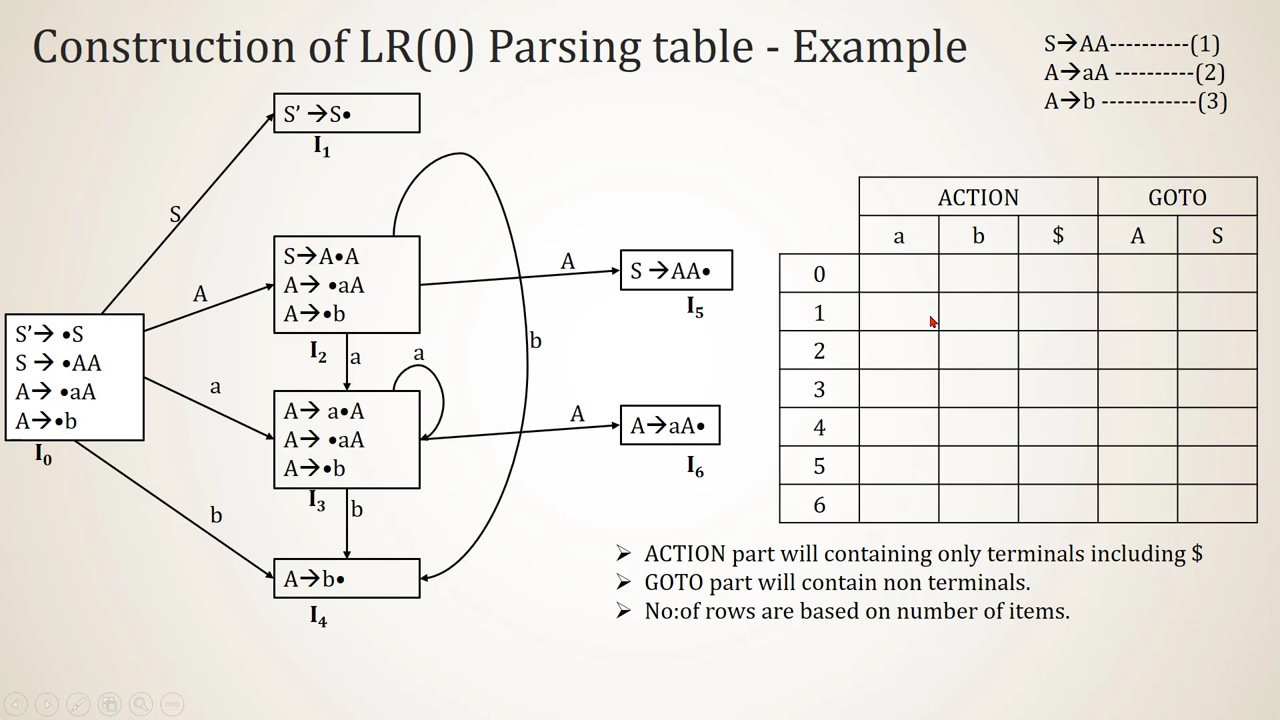 Construction of LR(0) Parsing table - Example
S→AA----------(1)
A→aA ----------(2)
A→b ------------(3)
S' →S•
I1
S
S→A•A
A→ •aA
A→•b
I2
A
S →AA•
I5
A
S'→ •S
S → •AA
A→ •aA
A→•b
I0
a
a
a
b
A→ a•A
A→ •aA
A→•b
I3
A
A→aA•
I6
b
b
A→b•
I4
ACTION GOTO
a b $ A S
0
1
2
3
4
5
6
➢ ACTION part will containing only terminals including $
➢ GOTO part will contain non terminals.
➢ No:of rows are based on number of items.